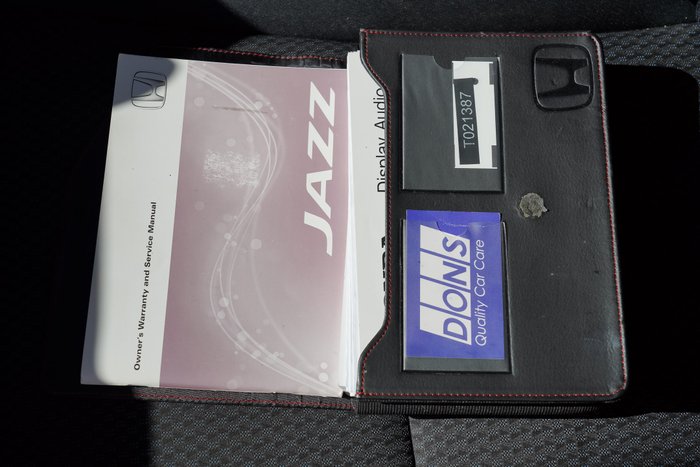 Owner's Warranty and Service Manual
JAZZ
Display Audio
T021387
DONS
Quality Car Care